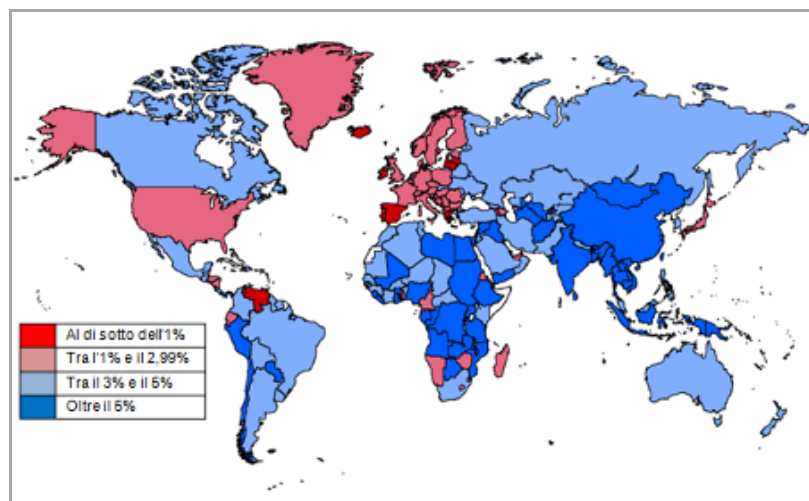 Al di sotto dell'1%
Tra l'1% e il 2,99%
Tra il 3% e il 5%
Oltre il 5%